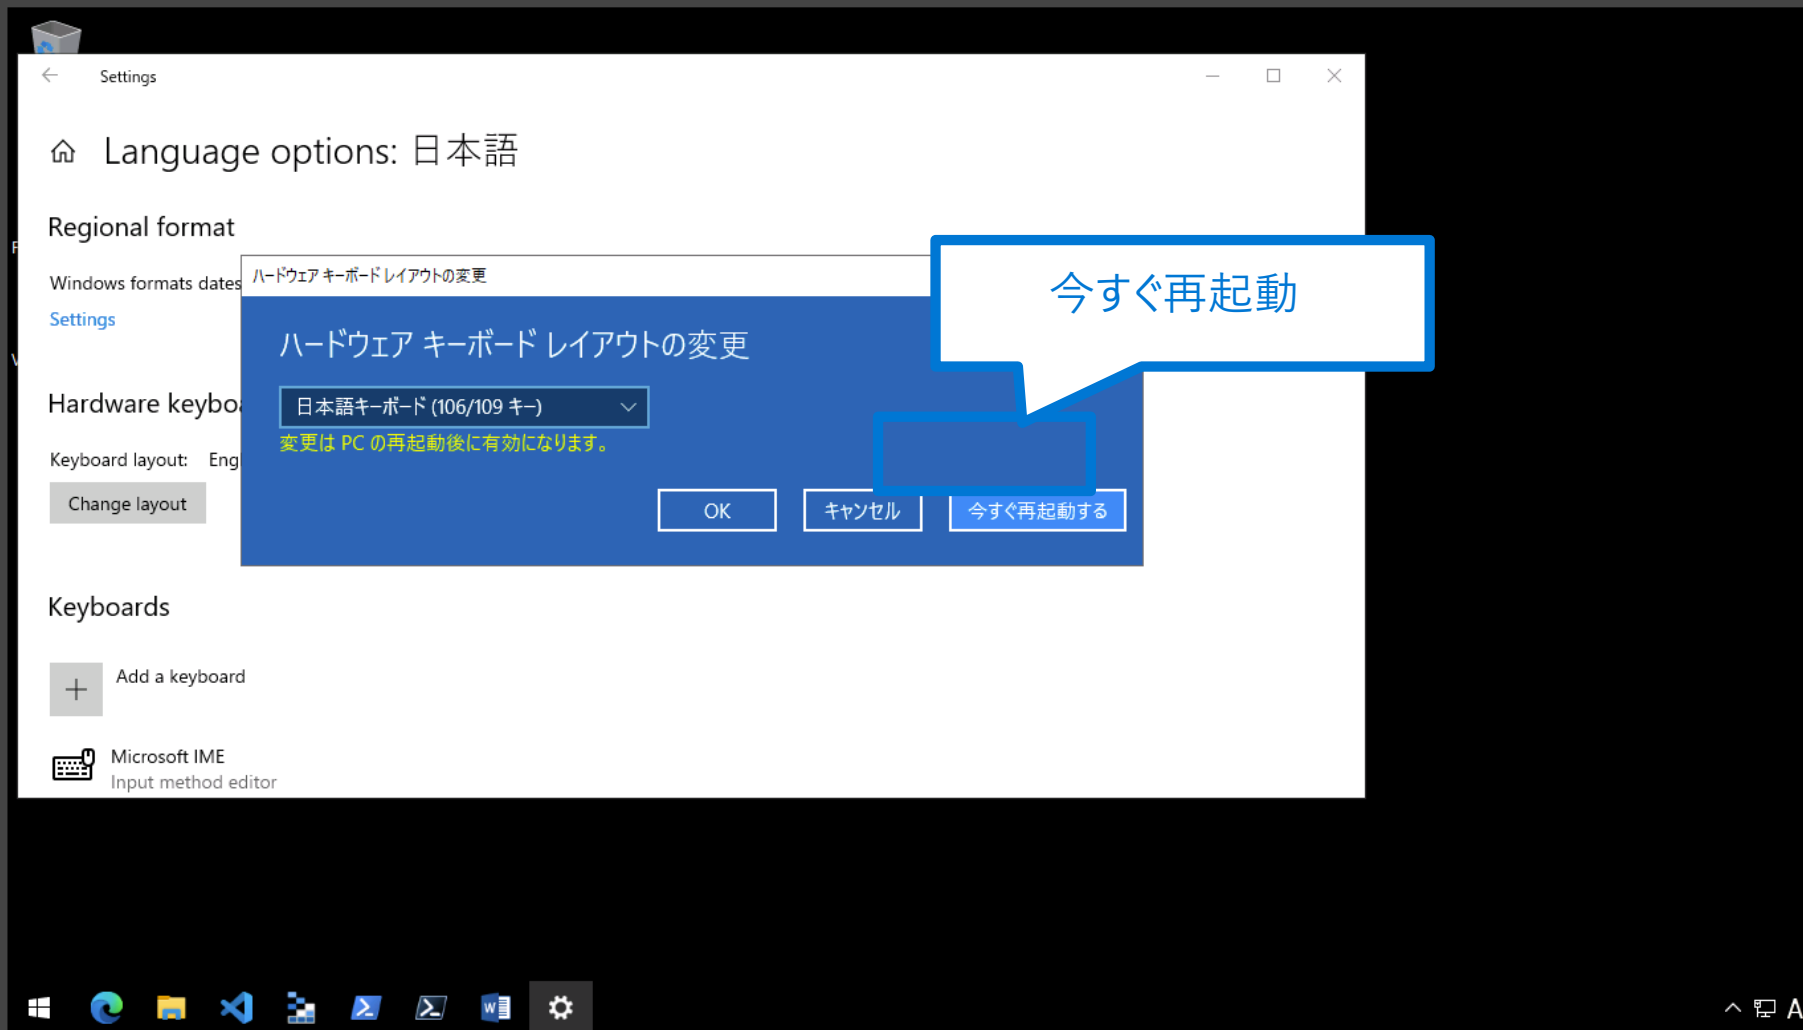 Settings
Language options: 日本語
Regional format
Windows formats dates
Settings
ハードウェア キーボード レイアウトの変更
今すぐ再起動
ハードウェア キーボード レイアウトの変更
日本語キーボード (106/109 キー)
変更は PC の再起動後に有効になります。
Hardware keyboa
Keyboard layout: Engl
Change layout
OK
キャンセル
今すぐ再起動する
Keyboards
Add a keyboard
Microsoft IME
Input method editor
A